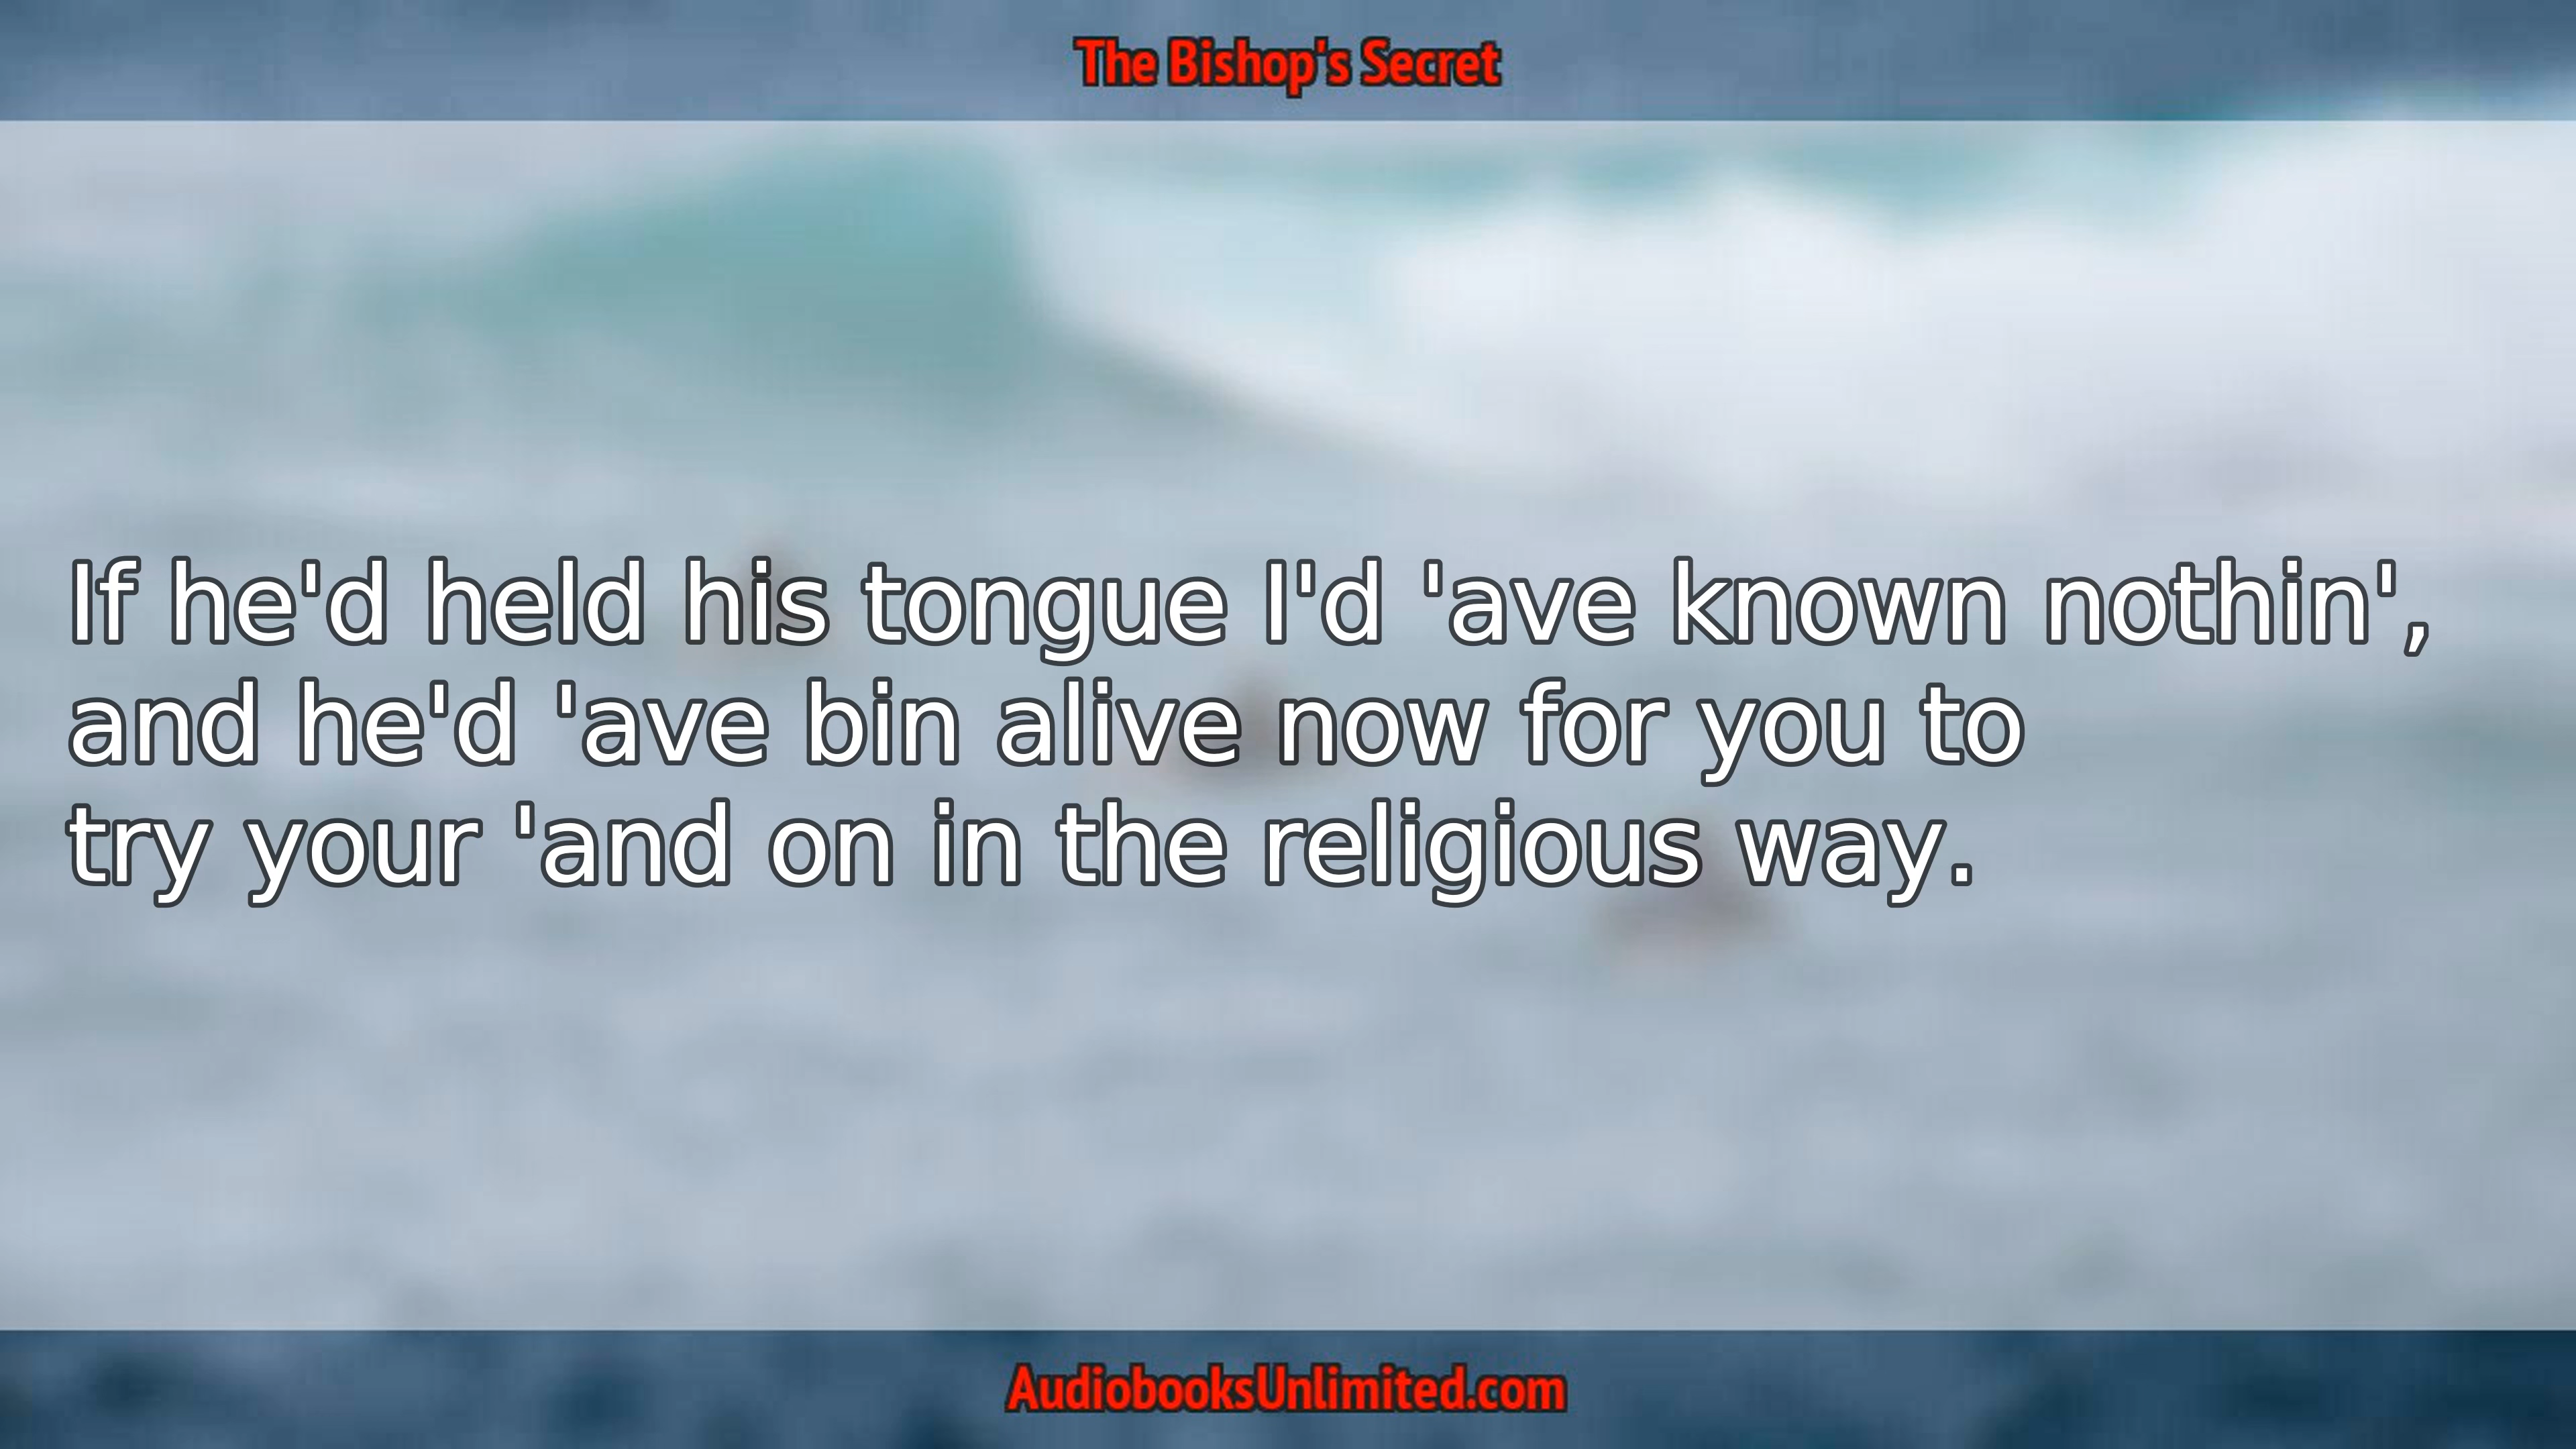 The Bishop's Secret
If he'd held his tongue I'd 'ave known nothin',
and he'd 'ave bin alive now for you to
try your 'and on in the religious way.
AudiobooksUnlimited.com